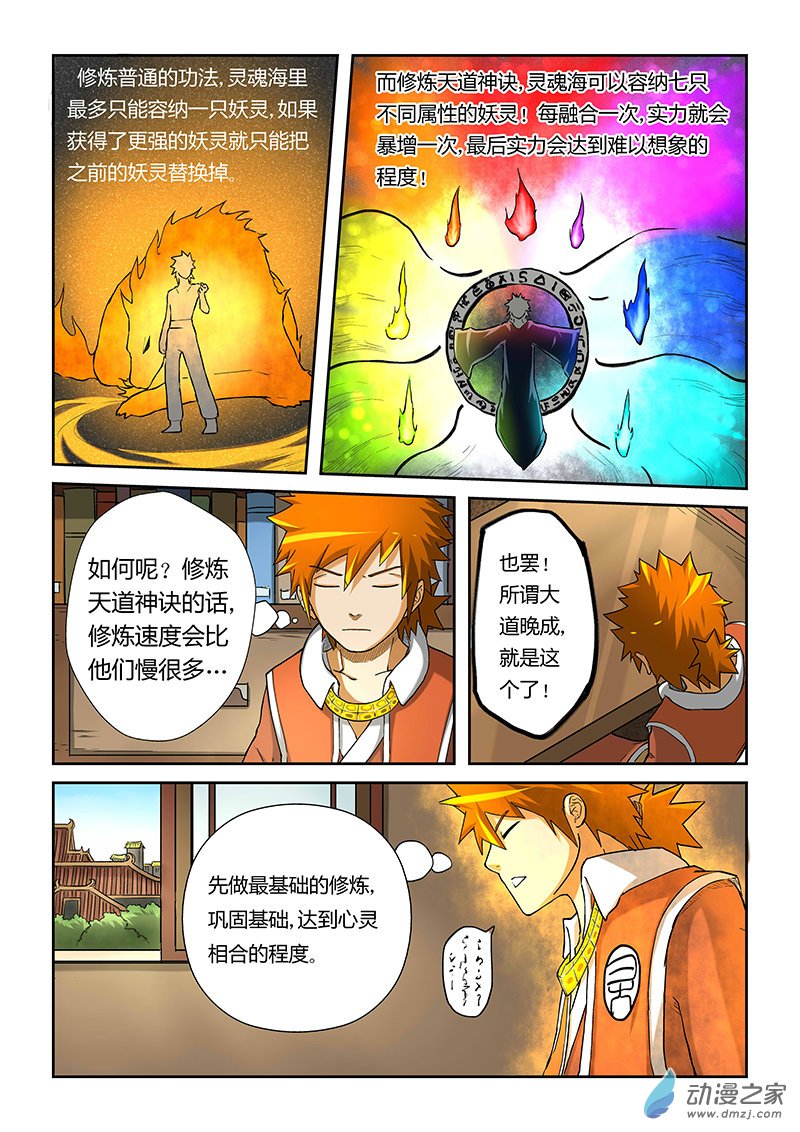 修炼普通的功法,灵魂海里
最多只能容纳一只妖灵,如果
获得了更强的妖灵就只能把
之前的妖灵替换掉。
而修炼天道神诀,灵魂海可以容纳七只
不同属性的妖灵！每融合一次,实力就会
暴增一次,最后实力会达到难以想象的
程度！
如何呢？修炼
天道神诀的话,
修炼速度会比
他们慢很多…
也罢！
所谓大
道晚成,
就是这
个了！
先做最基础的修炼,
巩固基础,达到心灵
相合的程度。
动漫之家
www.dmzj.com